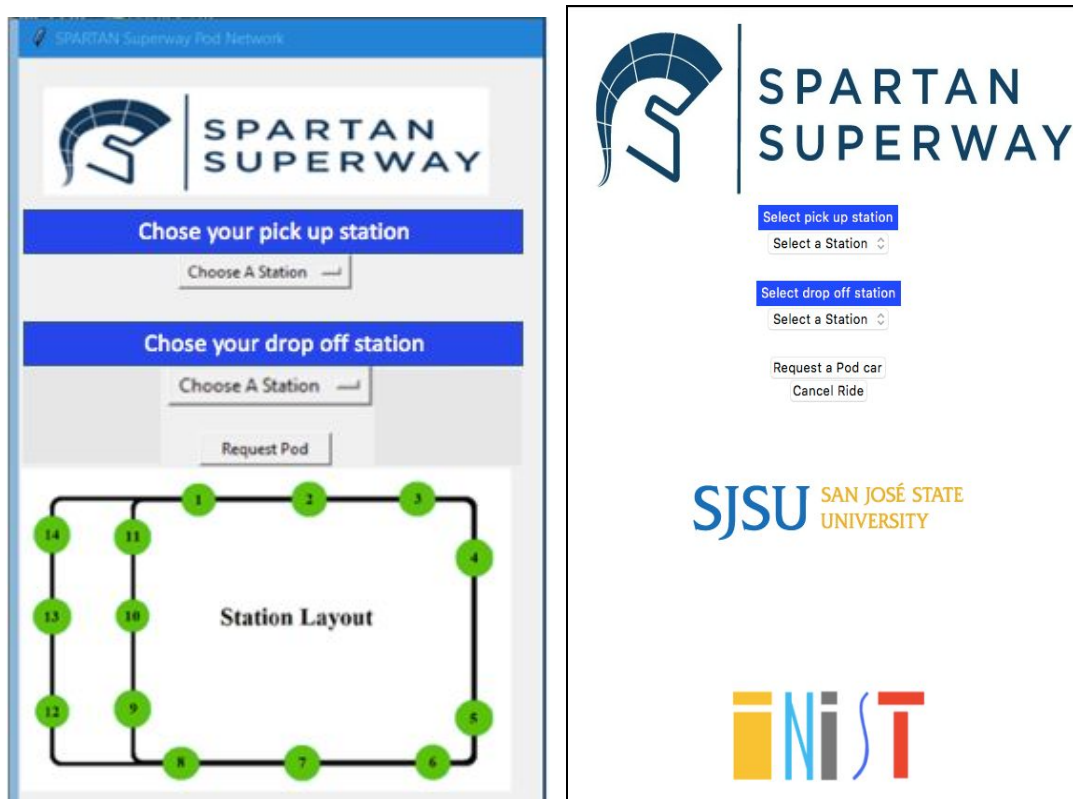 SPARTAN Superway Pod Network
SPARTAN
SUPERWAY
Chose your pick up station
Choose A Station
Chose your drop off station
Choose A Station
Request Pod
1
2
3
14
11
4
13
10
Station Layout
12
9
5
8
7
6
SPARTAN
SUPERWAY
Select pick up station
Select a Station
Select drop off station
Select a Station
Request a Pod car
Cancel Ride
SJSU SAN JOSÉ STATE
UNIVERSITY
iNiST